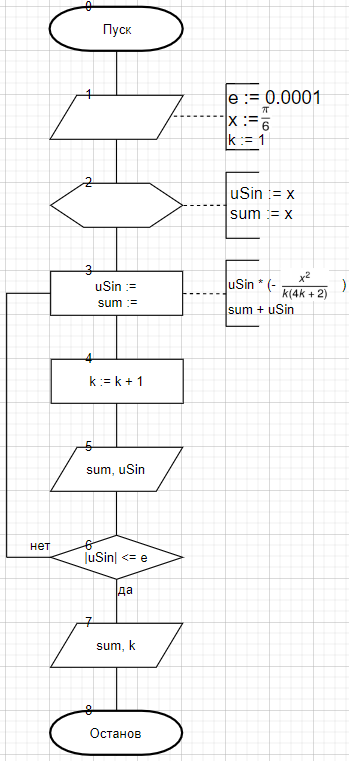 0
Пуск
1
e := 0.0001
x := π/6
k := 1
2
uSin := x
sum := x
3
uSin :=
sum :=
uSin * (- x²/k(4k + 2) )
sum + uSin
4
k := k + 1
5
sum, uSin
6
нет
|uSin| <= e
да
7
sum, k
8
Останов